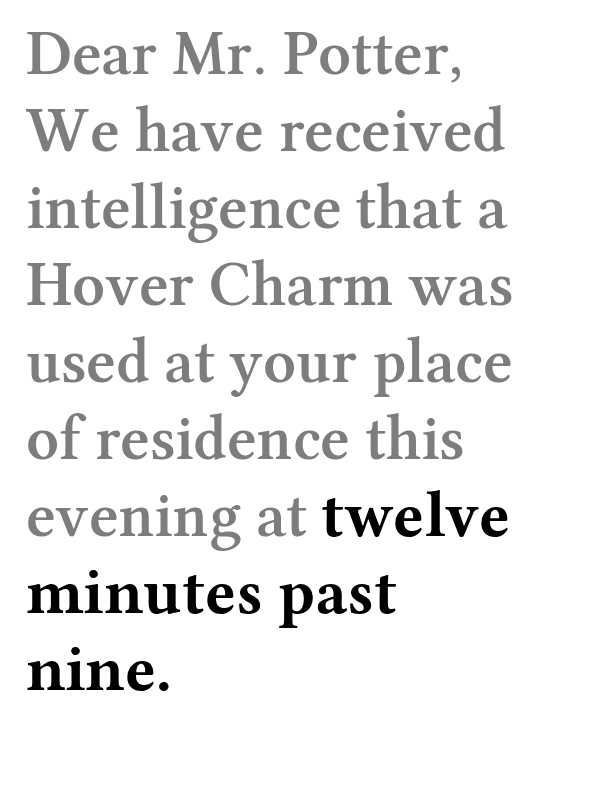 Dear Mr. Potter,
We have received
intelligence that a
Hover Charm was
used at your place
of residence this
evening at twelve
minutes past
nine.